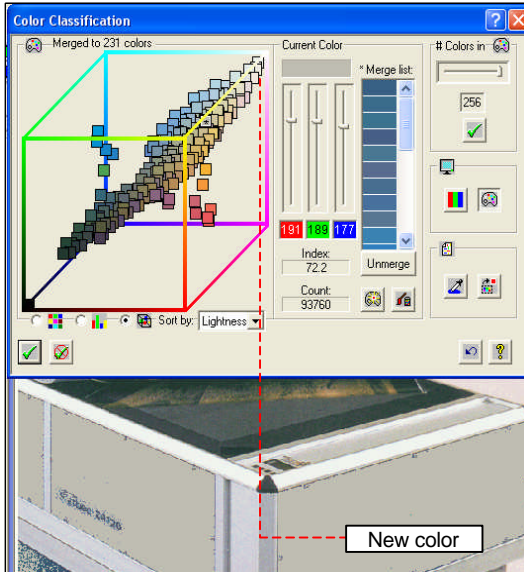 Color Classification
Merged to 231 colors
Current Color
# Colors in
* Merge list:
256
191 189 177
Index:
72.2
Unmerge
Count:
93760
Sort by: Lightness
New color